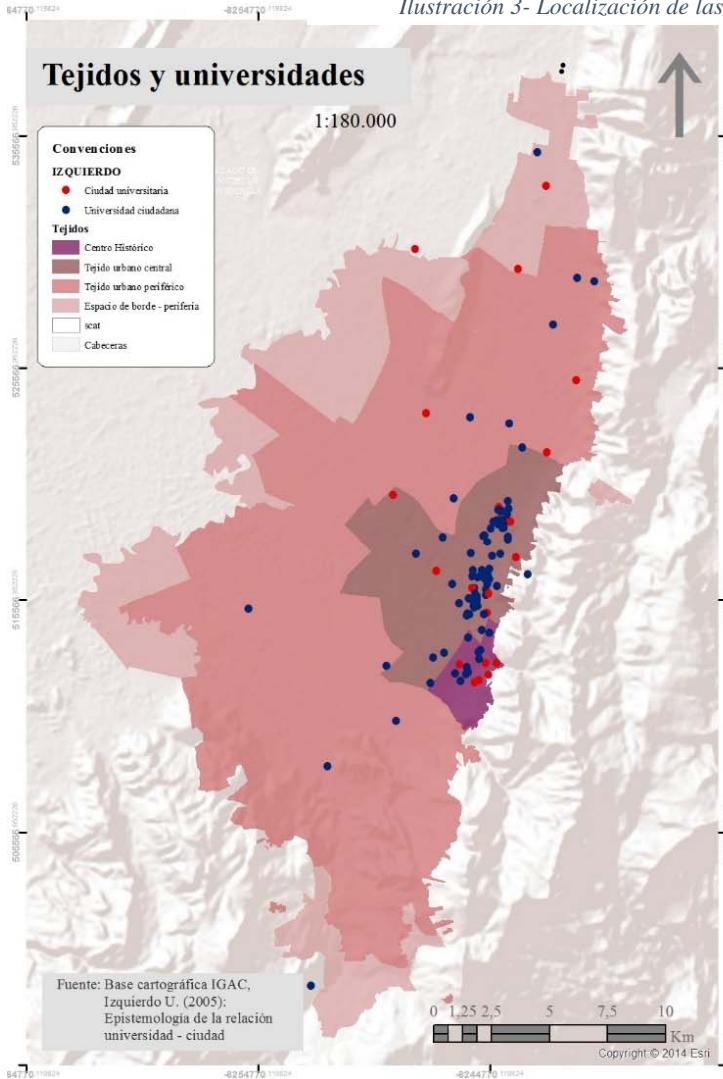 Ilustración 3- Localización de las
-8254770,119824
Tejidos y universidades
1:180.000
Convenciones
IZQUIERDO
Ciudad universitaria
Universidad ciudadana
Tejidos
Centro Histórico
Tejido urbano central
Tejido urbano periférico
Espacio de borde - periferia
scat
Cabeceras
Fuente: Base cartográfica IGAC,
Izquierdo U. (2005):
Epistemología de la relación
universidad - ciudad
0 1,25 2,5 5 7,5 10
Km
Copyright © 2014 Esri